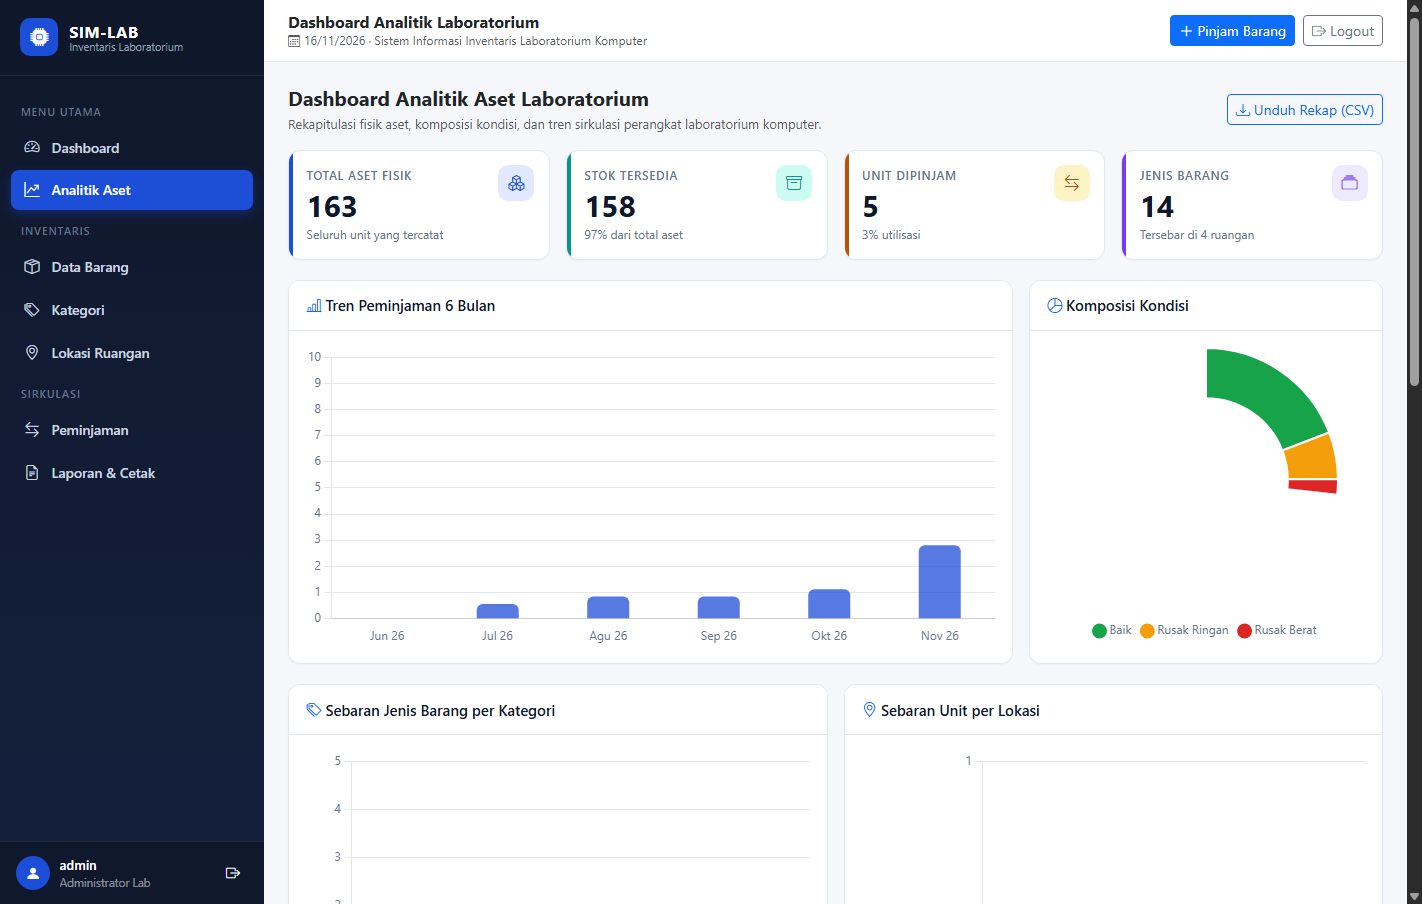 SIM-LAB
Inventaris Laboratorium
MENU UTAMA
Dashboard
Analitik Aset
INVENTARIS
Data Barang
Kategori
Lokasi Ruangan
SIRKULASI
Peminjaman
Laporan & Cetak
admin
Administrator Lab
Dashboard Analitik Laboratorium
16/11/2026 · Sistem Informasi Inventaris Laboratorium Komputer
Pinjam Barang
Logout
Dashboard Analitik Aset Laboratorium
Rekapitulasi fisik aset, komposisi kondisi, dan tren sirkulasi perangkat laboratorium komputer.
Unduh Rekap (CSV)
TOTAL ASET FISIK
163
Seluruh unit yang tercatat
STOK TERSEDIA
158
97% dari total aset
UNIT DIPINJAM
5
3% utilisasi
JENIS BARANG
14
Tersebar di 4 ruangan
Tren Peminjaman 6 Bulan
10
9
8
7
6
5
4
3
2
1
0
Jun 26 Jul 26 Agu 26 Sep 26 Okt 26 Nov 26
Komposisi Kondisi
Baik Rusak Ringan Rusak Berat
Sebaran Jenis Barang per Kategori
5
4
3
2
Sebaran Unit per Lokasi
1